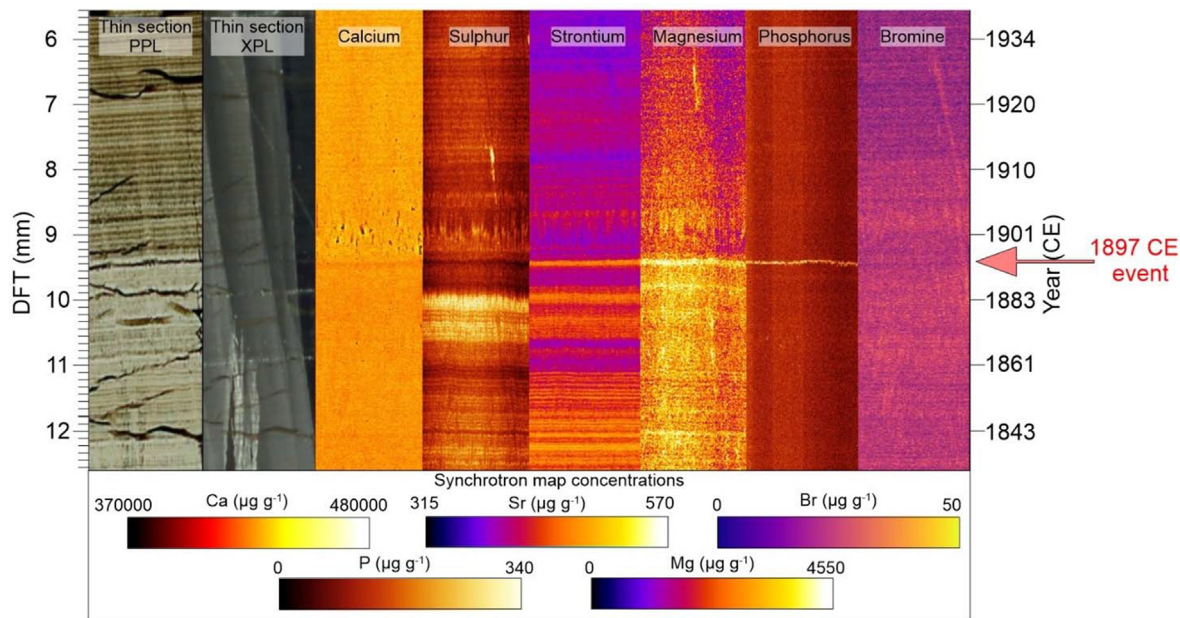 Thin section PPL
Thin section XPL
Calcium
Sulphur
Strontium
Magnesium
Phosphorus
Bromine
DFT (mm)
6
7
8
9
10
11
12
1934
1920
1910
1901
1883
1861
1843
Year (CE)
1897 CE
event
Synchrotron map concentrations
370000 Ca (µg g⁻¹) 480000
315 Sr (µg g⁻¹) 570
0 Br (µg g⁻¹) 50
0 P (µg g⁻¹) 340
0 Mg (µg g⁻¹) 4550